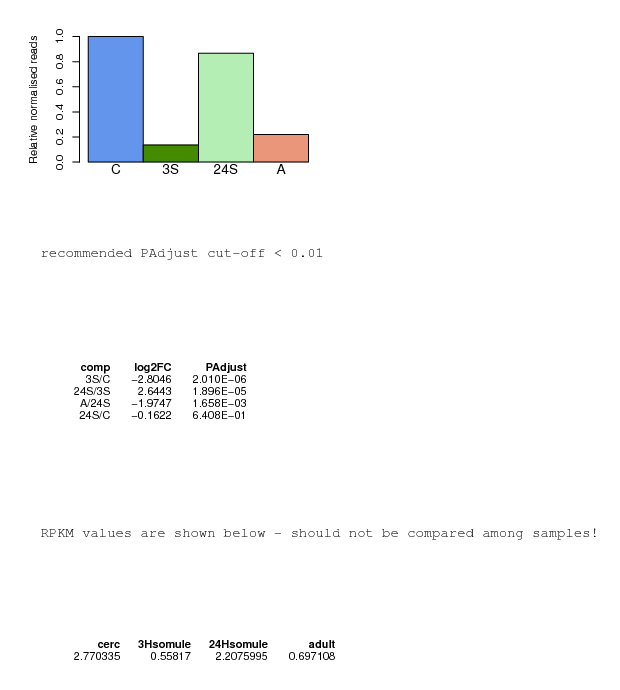 Relative normalised reads
1.0
0.8
0.6
0.4
0.2
0.0
C 3S 24S A
recommended PAdjust cut-off < 0.01
comp log2FC PAdjust
3S/C −2.8046 2.010E−06
24S/3S 2.6443 1.896E−05
A/24S −1.9747 1.658E−03
24S/C −0.1622 6.408E−01
RPKM values are shown below - should not be compared among samples!
cerc 3Hsomule 24Hsomule adult
2.770335 0.55817 2.2075995 0.697108